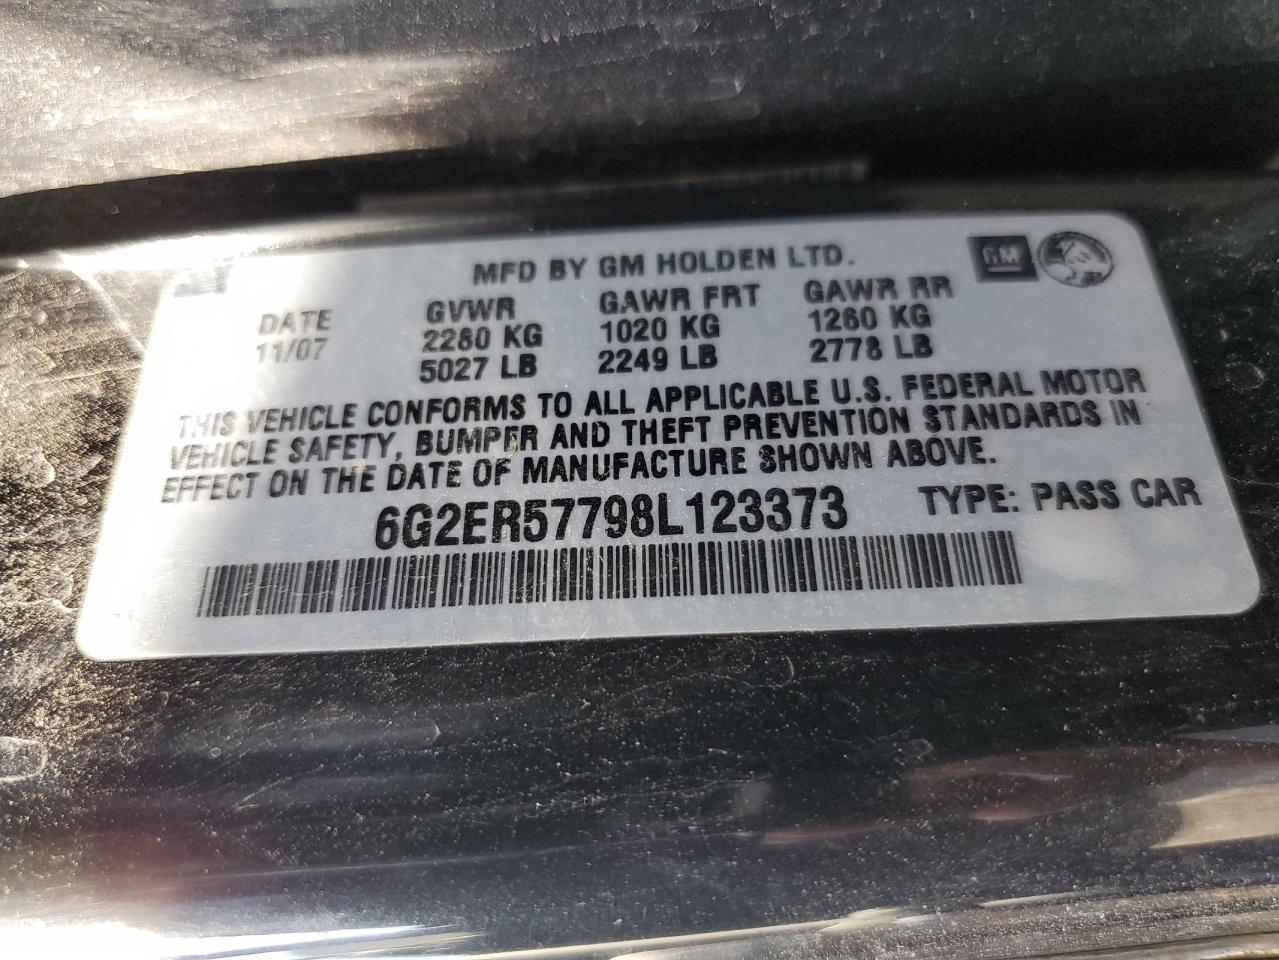 MFD BY GM HOLDEN LTD.
GM
DATE GVWR GAWR FRT GAWR RR
11/07 2280 KG 1020 KG 1260 KG
5027 LB 2249 LB 2778 LB
THIS VEHICLE CONFORMS TO ALL APPLICABLE U.S. FEDERAL MOTOR
VEHICLE SAFETY, BUMPER AND THEFT PREVENTION STANDARDS IN
EFFECT ON THE DATE OF MANUFACTURE SHOWN ABOVE.
6G2ER57798L123373 TYPE: PASS CAR